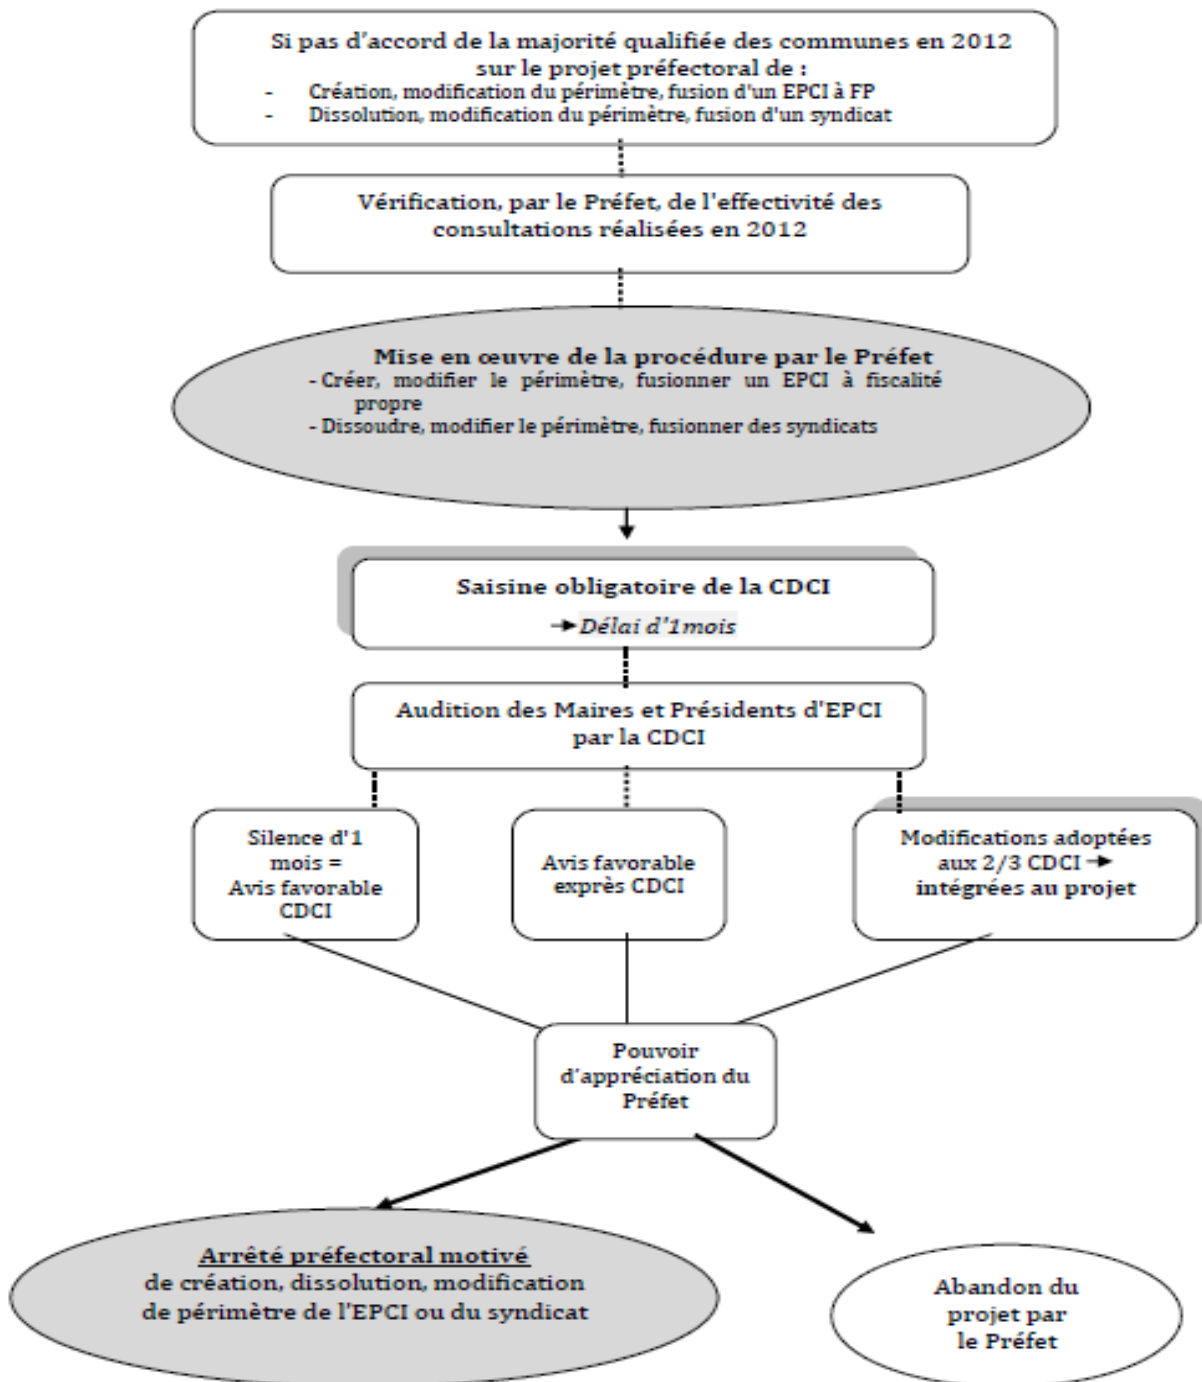 Si pas d'accord de la majorité qualifiée des communes en 2012
sur le projet préfectoral de :
- Création, modification du périmètre, fusion d'un EPCI à FP
- Dissolution, modification du périmètre, fusion d'un syndicat
Vérification, par le Préfet, de l'effectivité des
consultations réalisées en 2012
Mise en œuvre de la procédure par le Préfet
- Créer, modifier le périmètre, fusionner un EPCI à fiscalité
propre
- Dissoudre, modifier le périmètre, fusionner des syndicats
Saisine obligatoire de la CDCI
→ Délai d'1mois
Audition des Maires et Présidents d'EPCI
par la CDCI
Silence d'1
mois =
Avis favorable
CDCI
Avis favorable
exprès CDCI
Modifications adoptées
aux 2/3 CDCI →
intégrées au projet
Pouvoir
d'appréciation du
Préfet
Arrêté préfectoral motivé
de création, dissolution, modification
de périmètre de l'EPCI ou du syndicat
Abandon du
projet par
le Préfet